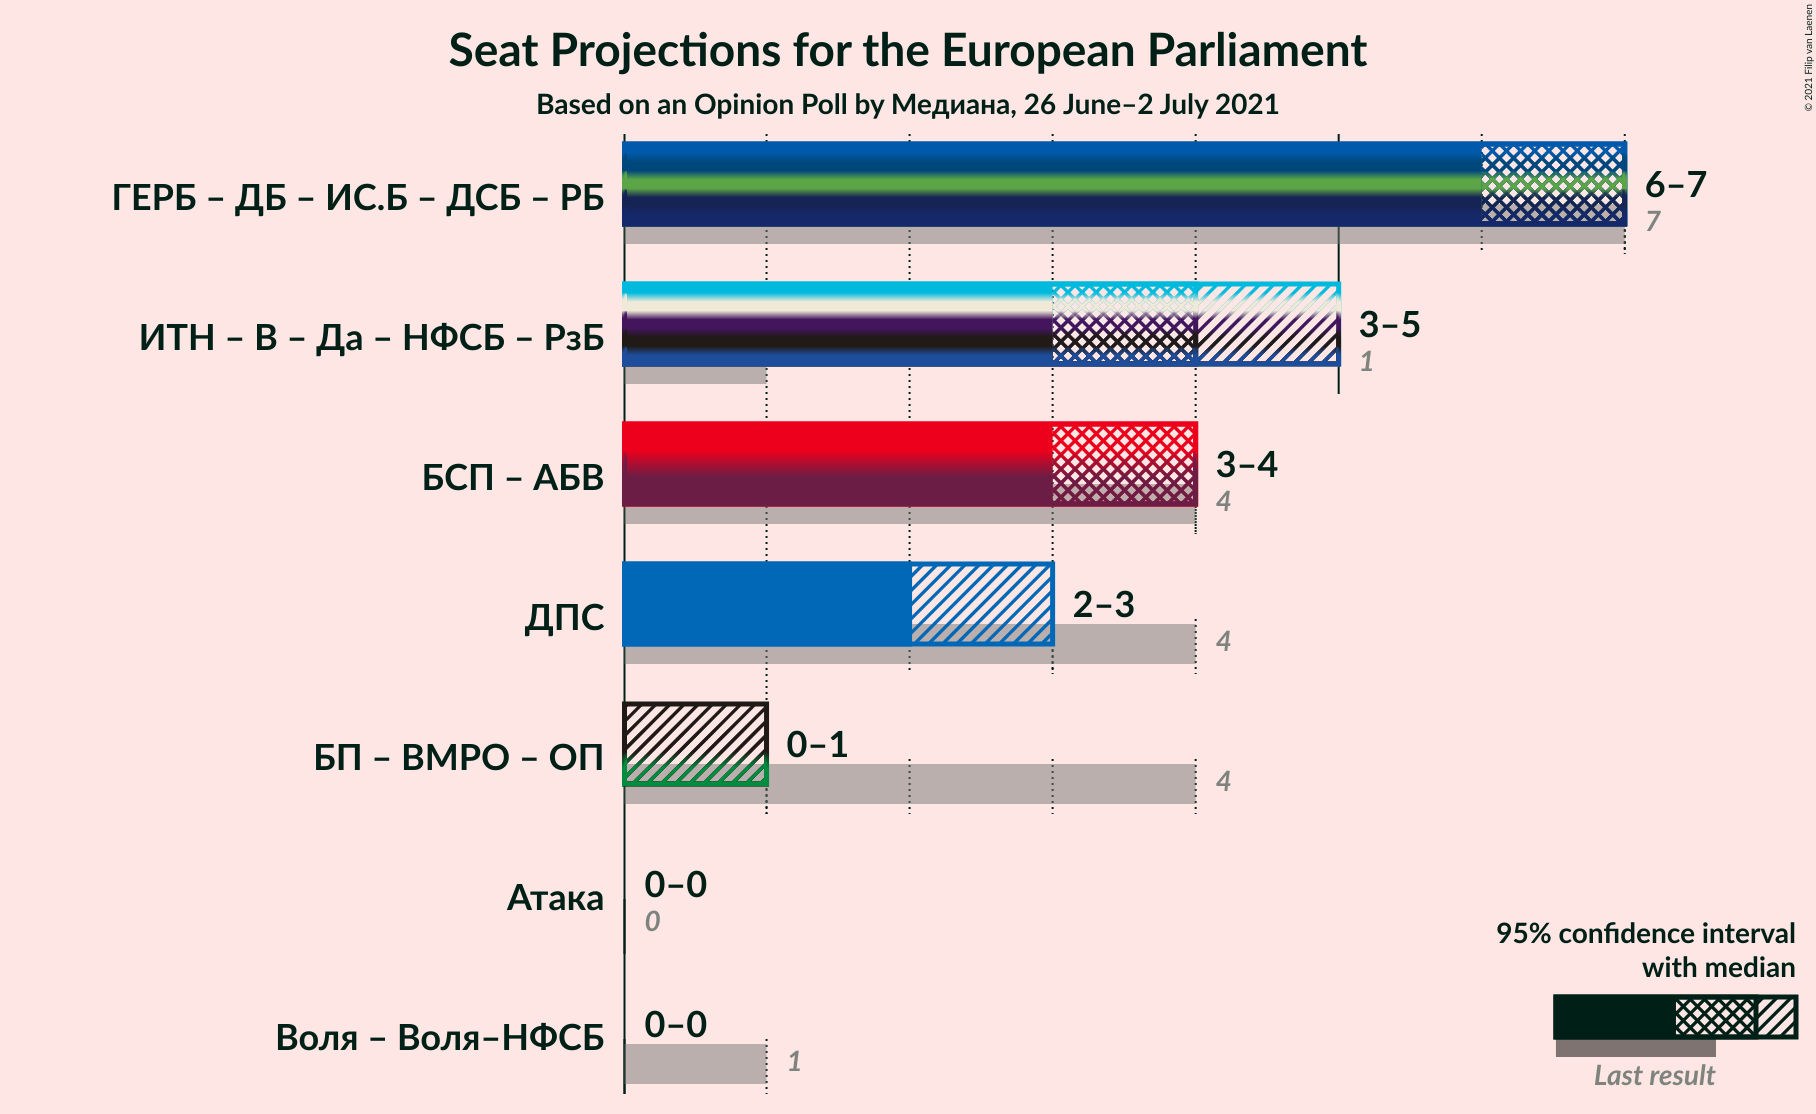 Seat Projections for the European Parliament
Based on an Opinion Poll by Медиана, 26 June–2 July 2021
© 2021 Filip van Laenen
ГЕРБ – ДБ – ИС.Б – ДСБ – РБ
6–7
7
ИТН – В – Да – НФСБ – РзБ
3–5
1
БСП – АБВ
3–4
4
ДПС
2–3
4
БП – ВМРО – ОП
0–1
4
Атака
0–0
0
Воля – Воля–НФСБ
0–0
1
95% confidence interval
with median
Last result